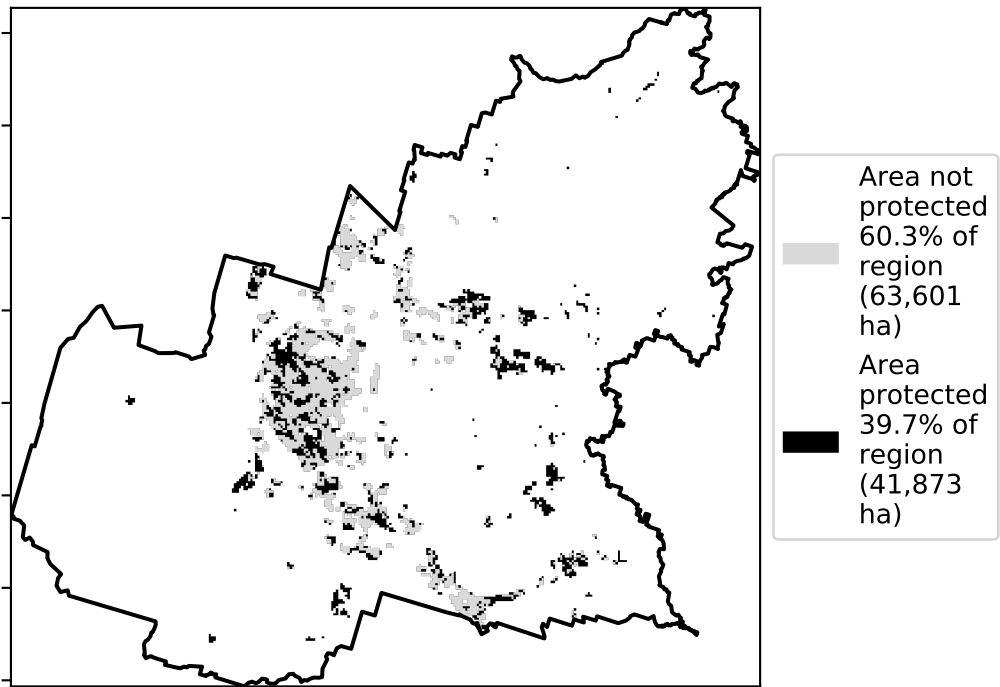 Area not
protected
60.3% of
region
(63,601
ha)
Area
protected
39.7% of
region
(41,873
ha)